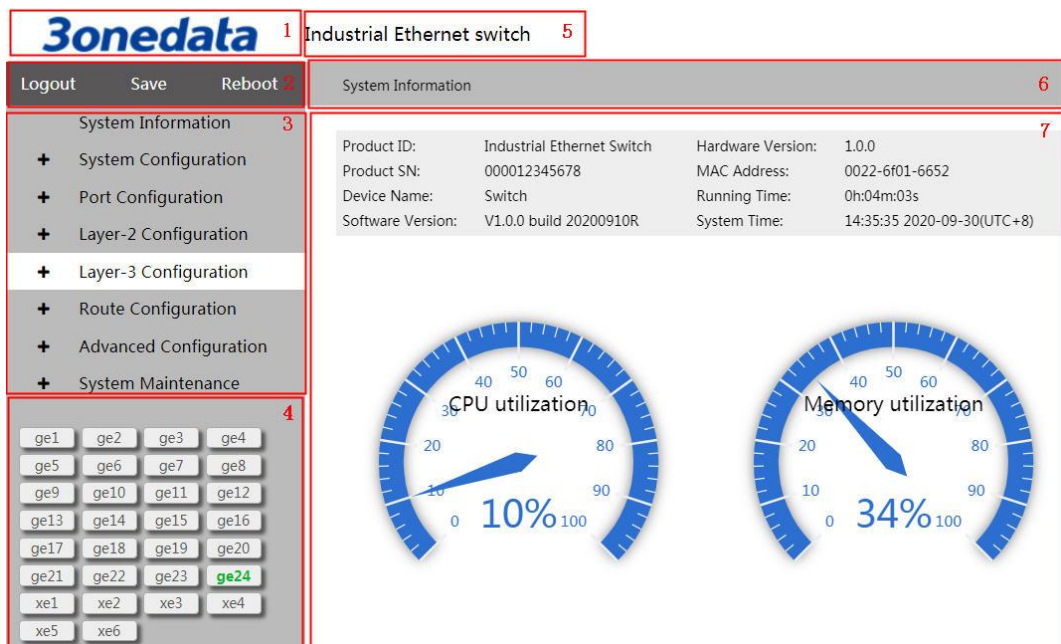 3onedata 1
Industrial Ethernet switch 5
Logout Save Reboot 2
System Information 6
System Information 3
+ System Configuration
+ Port Configuration
+ Layer-2 Configuration
+ Layer-3 Configuration
+ Route Configuration
+ Advanced Configuration
+ System Maintenance
4
ge1 ge2 ge3 ge4
ge5 ge6 ge7 ge8
ge9 ge10 ge11 ge12
ge13 ge14 ge15 ge16
ge17 ge18 ge19 ge20
ge21 ge22 ge23 ge24
xe1 xe2 xe3 xe4
xe5 xe6
7
Product ID: Industrial Ethernet Switch Hardware Version: 1.0.0
Product SN: 000012345678 MAC Address: 0022-6f01-6652
Device Name: Switch Running Time: 0h:04m:03s
Software Version: V1.0.0 build 20200910R System Time: 14:35:35 2020-09-30(UTC+8)
CPU utilization
0 10 20 30 40 50 60 70 80 90 100
10%
Memory utilization
0 10 20 30 40 50 60 70 80 90 100
34%